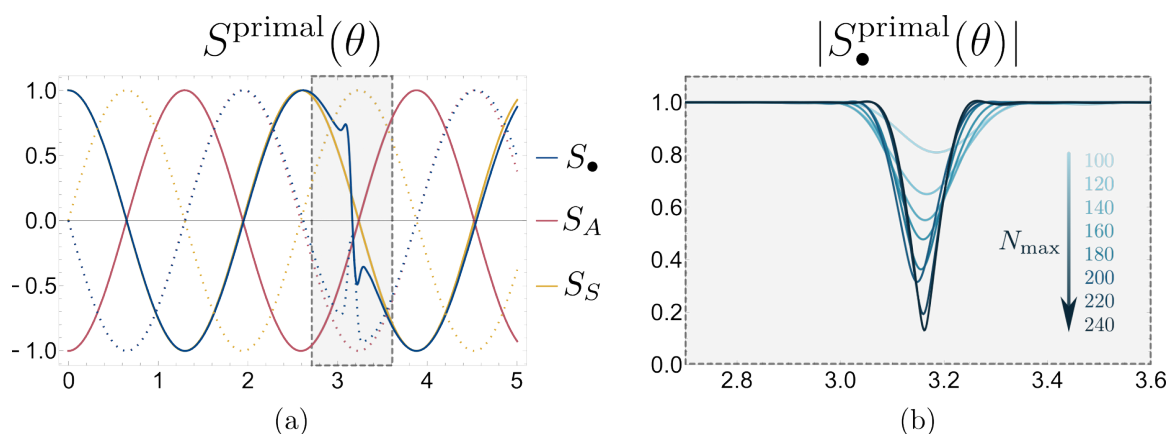 S^primal(θ)
1.0
0.5
0.0
-0.5
-1.0
0 1 2 3 4 5
S_●
S_A
S_S
(a)
|S_●^primal(θ)|
1.0
0.8
0.6
0.4
0.2
0.0
2.8 3.0 3.2 3.4 3.6
N_max
100
120
140
160
180
200
220
240
(b)